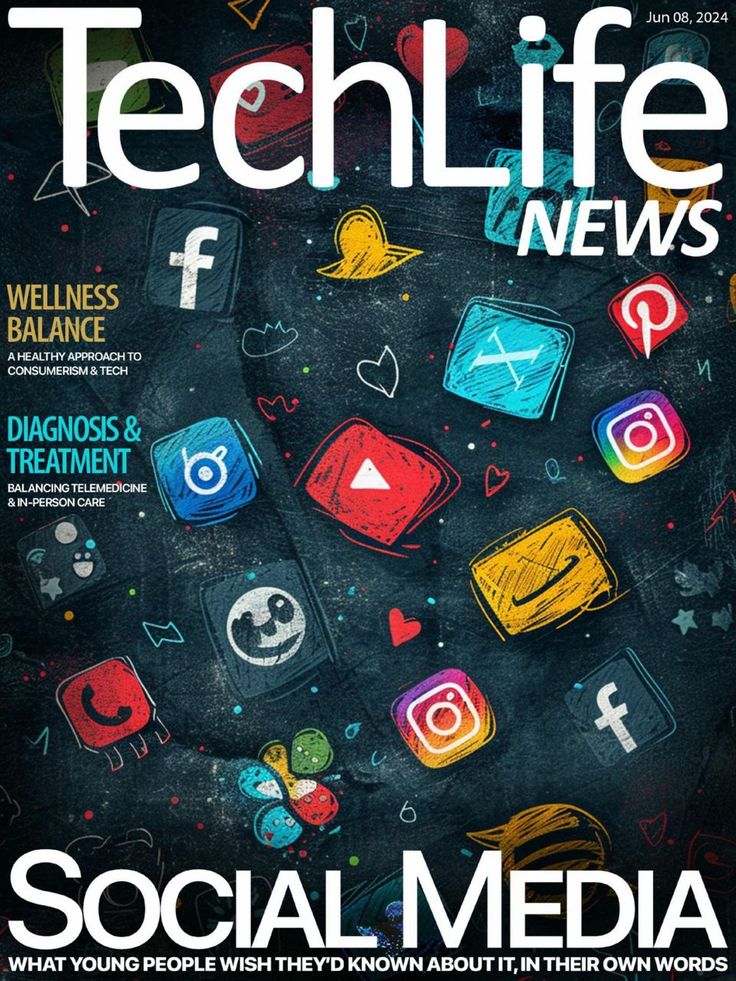 TechLife
Jun 08, 2024
NEWS
WELLNESS
BALANCE
A HEALTHY APPROACH TO
CONSUMERISM & TECH
DIAGNOSIS &
TREATMENT
BALANCING TELEMEDICINE
& IN-PERSON CARE
SOCIAL MEDIA
WHAT YOUNG PEOPLE WISH THEY'D KNOWN ABOUT IT, IN THEIR OWN WORDS